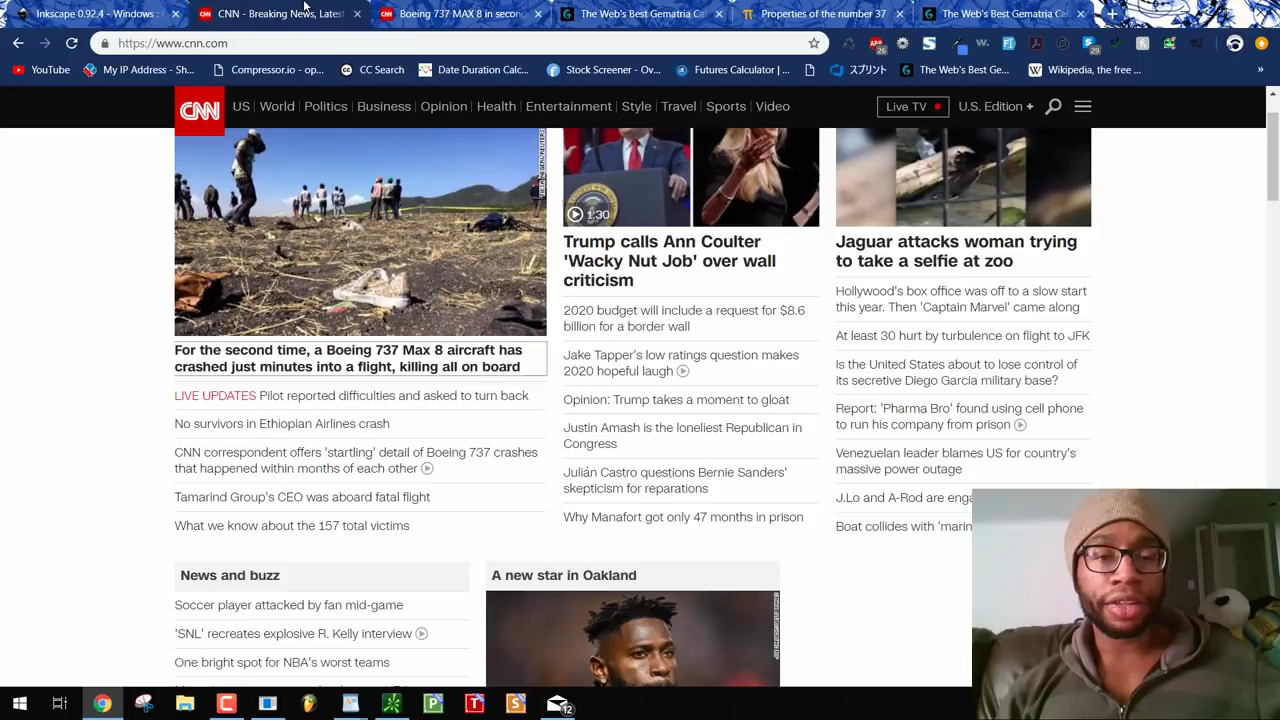 Inkscape 0.92.4 - Windows :
CNN - Breaking News, Latest
Boeing 737 MAX 8 in second
The Web's Best Gematria Ca
Properties of the number 37
The Web's Best Gematria Ca
https://www.cnn.com
YouTube
My IP Address - Sh...
Compressor.io - op...
CC Search
Date Duration Calc...
Stock Screener - Ov...
Futures Calculator |...
スプリント
The Web's Best Ge...
Wikipedia, the free ...
CNN
US
World
Politics
Business
Opinion
Health
Entertainment
Style
Travel
Sports
Video
Live TV
U.S. Edition +
For the second time, a Boeing 737 Max 8 aircraft has
crashed just minutes into a flight, killing all on board
LIVE UPDATES Pilot reported difficulties and asked to turn back
No survivors in Ethiopian Airlines crash
CNN correspondent offers 'startling' detail of Boeing 737 crashes
that happened within months of each other
Tamarind Group's CEO was aboard fatal flight
What we know about the 157 total victims
1:30
Trump calls Ann Coulter
'Wacky Nut Job' over wall
criticism
2020 budget will include a request for $8.6
billion for a border wall
Jake Tapper's low ratings question makes
2020 hopeful laugh
Opinion: Trump takes a moment to gloat
Justin Amash is the loneliest Republican in
Congress
Julián Castro questions Bernie Sanders'
skepticism for reparations
Why Manafort got only 47 months in prison
Jaguar attacks woman trying
to take a selfie at zoo
Hollywood's box office was off to a slow start
this year. Then 'Captain Marvel' came along
At least 30 hurt by turbulence on flight to JFK
Is the United States about to lose control of
its secretive Diego Garcia military base?
Report: 'Pharma Bro' found using cell phone
to run his company from prison
Venezuelan leader blames US for country's
massive power outage
J.Lo and A-Rod are enga
Boat collides with 'marin
News and buzz
Soccer player attacked by fan mid-game
'SNL' recreates explosive R. Kelly interview
One bright spot for NBA's worst teams
A new star in Oakland
12